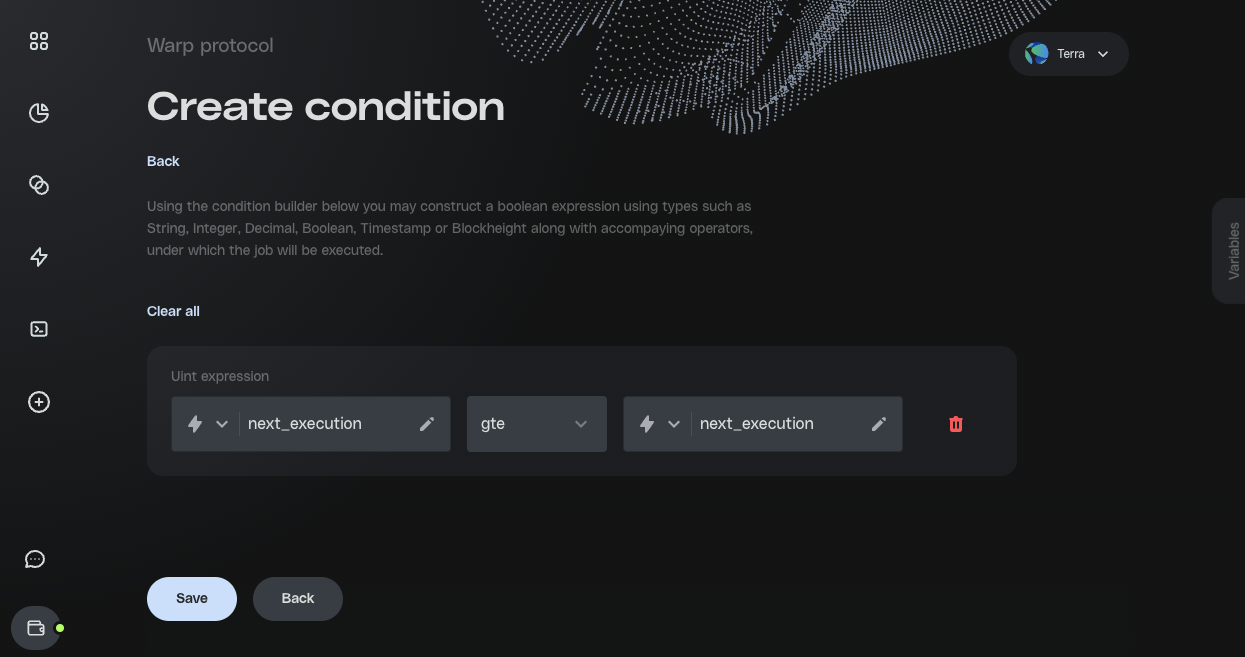 Warp protocol
Terra
Create condition
Back
Using the condition builder below you may construct a boolean expression using types such as
String, Integer, Decimal, Boolean, Timestamp or Blockheight along with accompaying operators,
under which the job will be executed.
Variables
Clear all
Uint expression
next_execution gte next_execution
Save Back